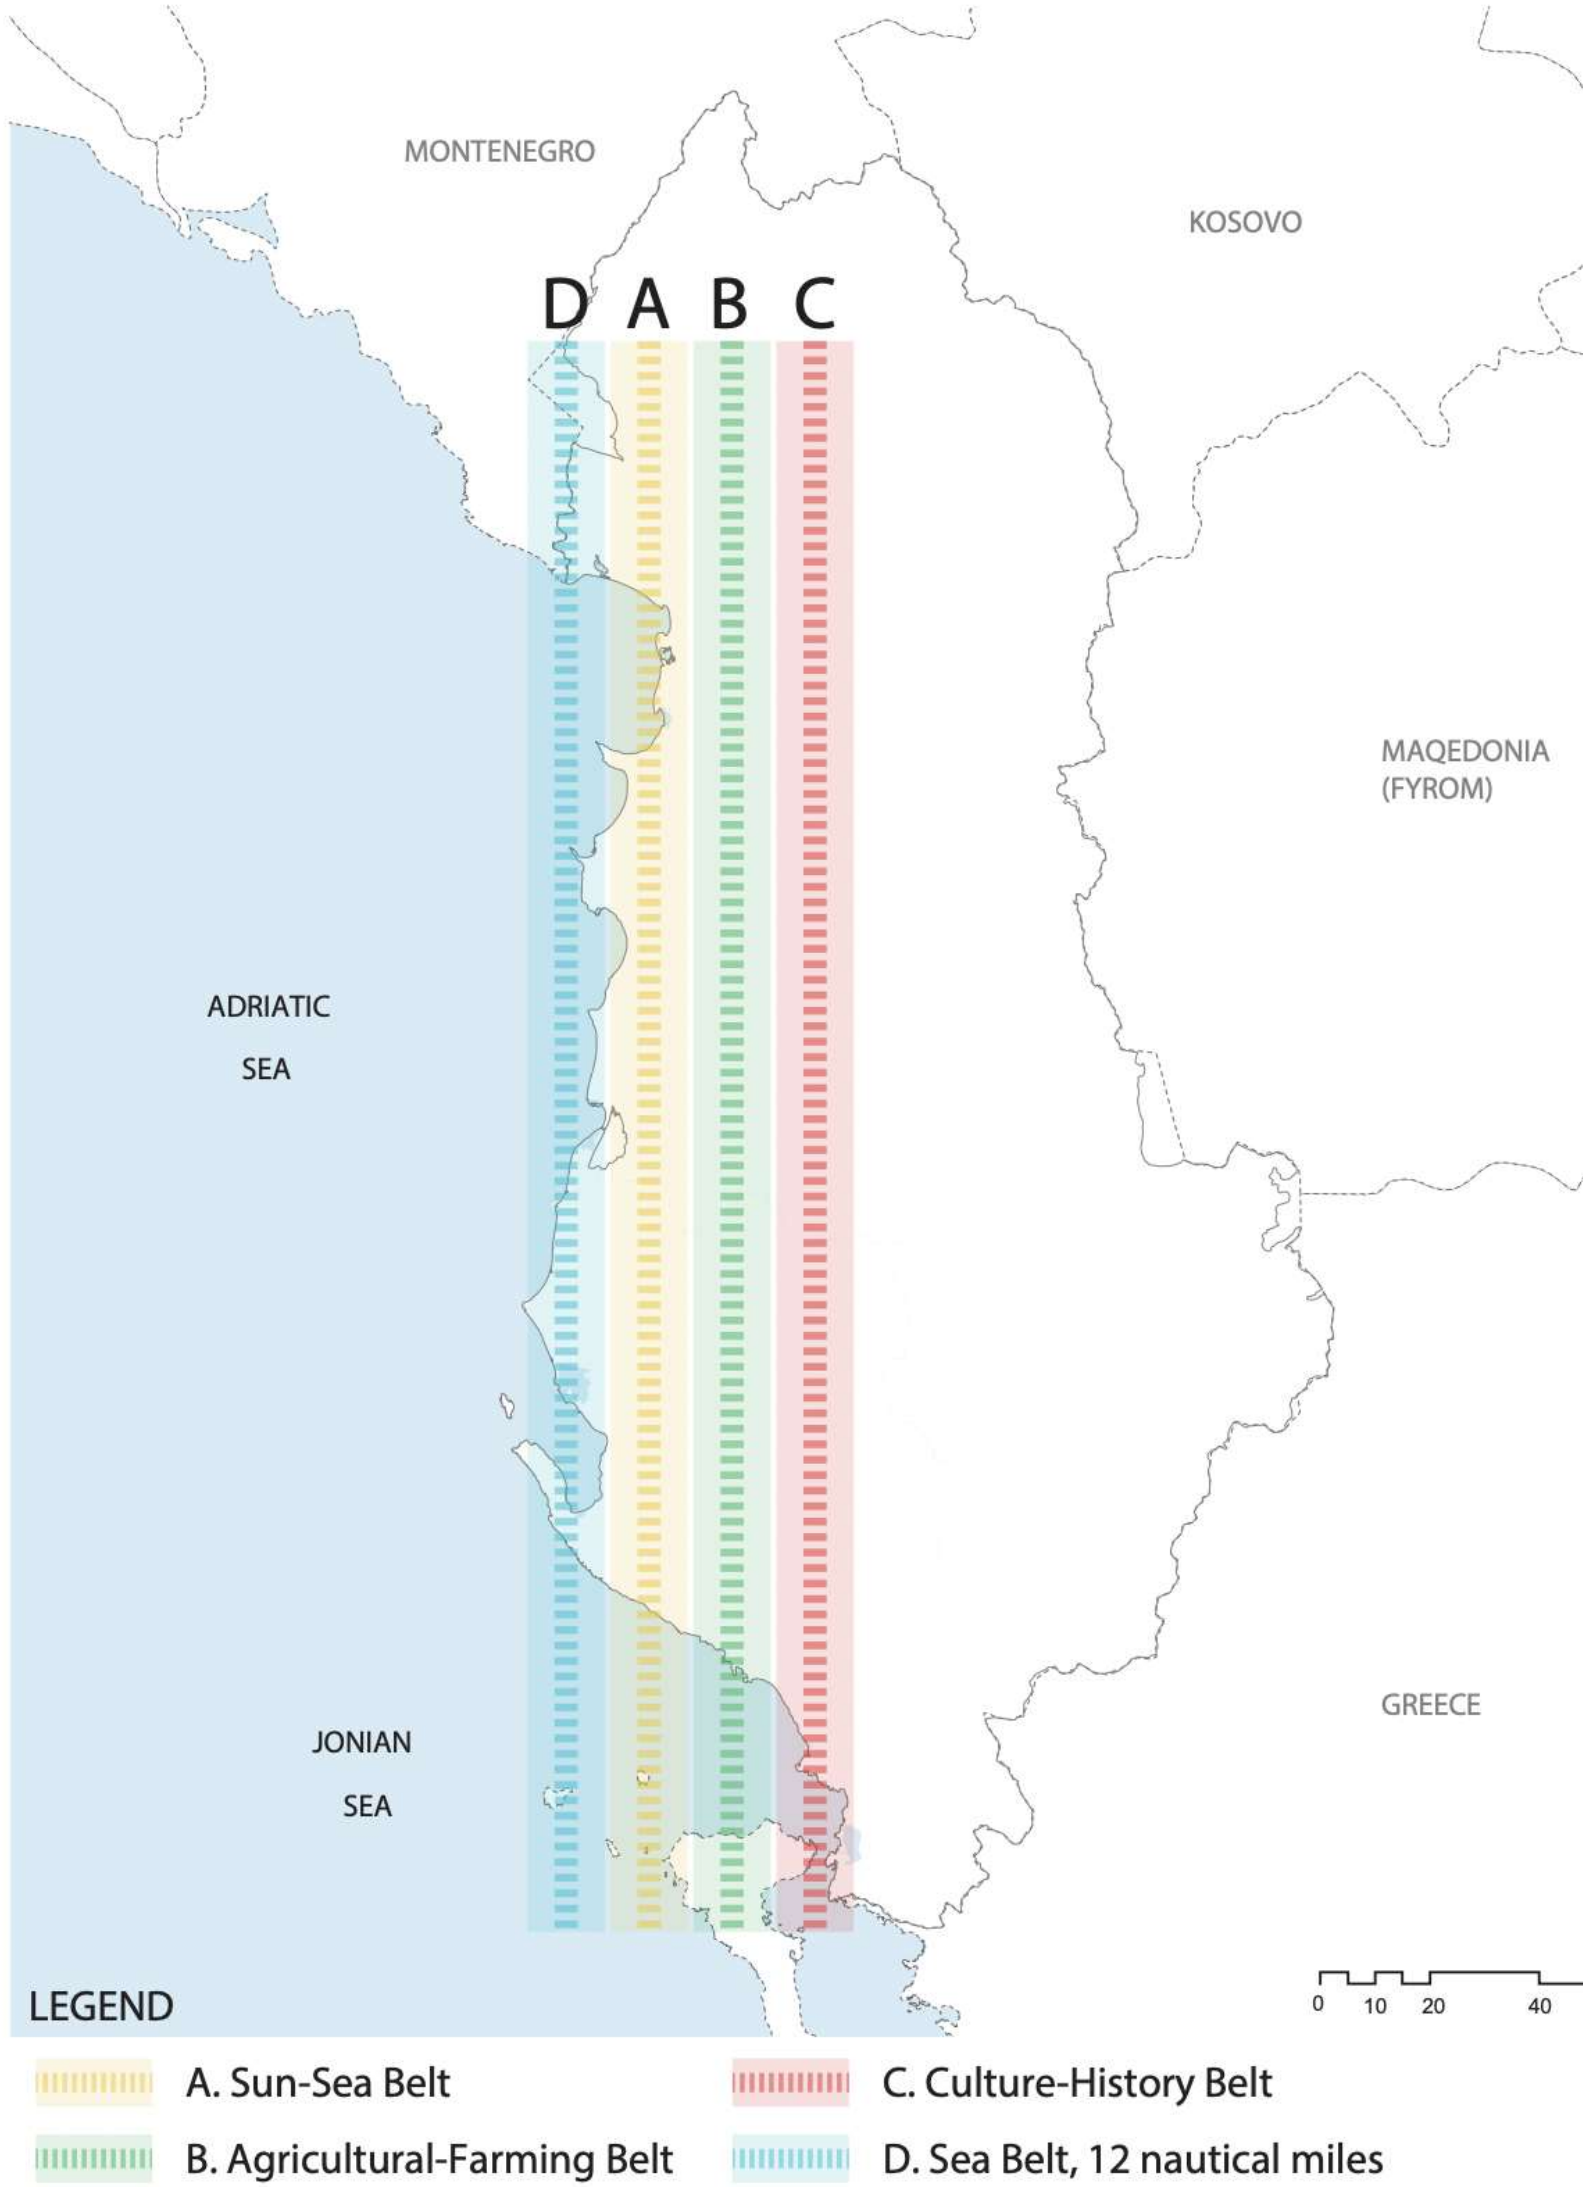 MONTENEGRO
KOSOVO
D A B C
MAQEDONIA
(FYROM)
ADRIATIC
SEA
GREECE
JONIAN
SEA
0 10 20 40
LEGEND
A. Sun-Sea Belt
C. Culture-History Belt
B. Agricultural-Farming Belt
D. Sea Belt, 12 nautical miles